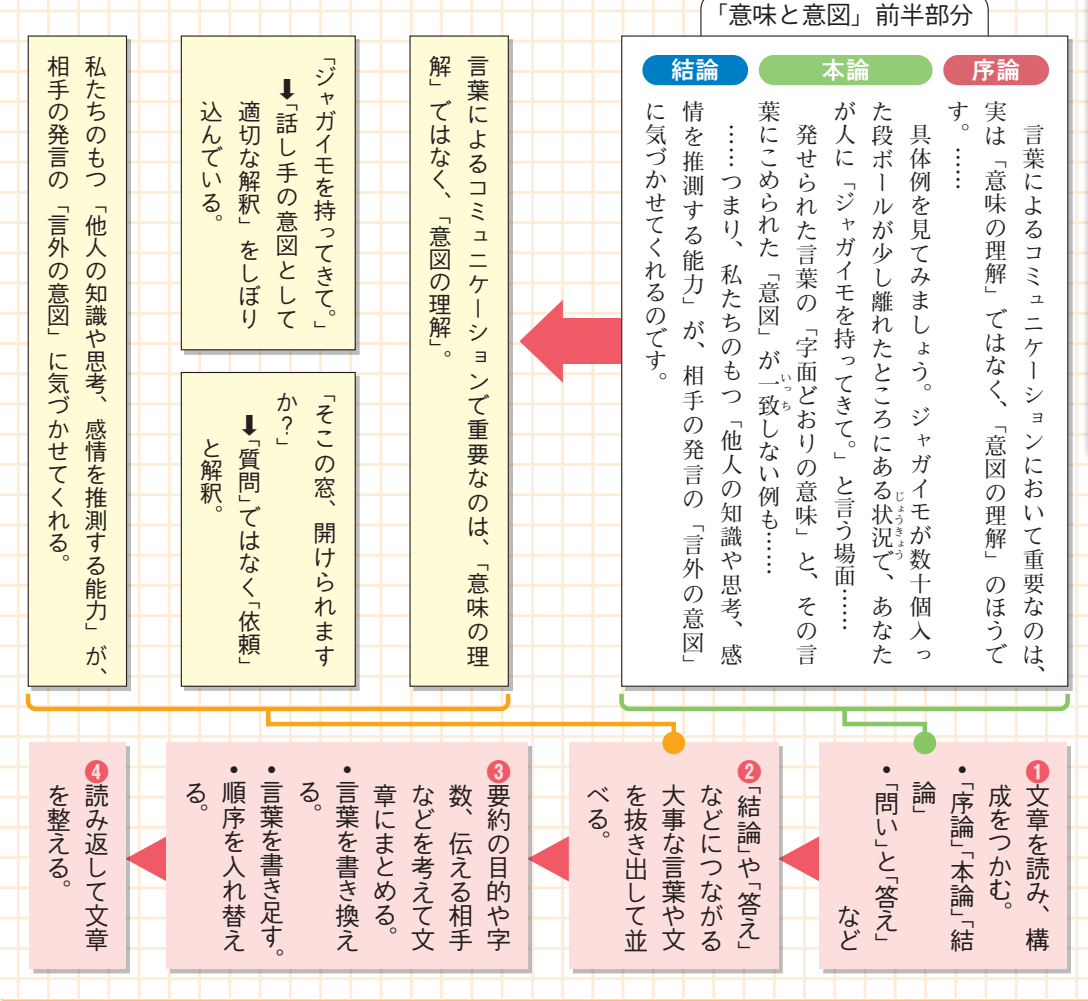 「意味と意図」前半部分
序論
本論
結論
言葉によるコミュニケーションにおいて重要なのは、
実は「意味の理解」ではなく、「意図の理解」のほうで
す。……
具体例を見てみましょう。ジャガイモが数十個入っ
た段ボールが少し離れたところにある状況で、あなた
じょうきょう
が人に「ジャガイモを持ってきて。」と言う場面……
発せられた言葉の「字面どおりの意味」と、その言
葉にこめられた「意図」が一致しない例も……
いっち
……つまり、私たちのもつ「他人の知識や思考、感
情を推測する能力」が、相手の発言の「言外の意図」
に気づかせてくれるのです。
言葉によるコミュニケーションで重要なのは、「意味の理
解」ではなく、「意図の理解」。
「ジャガイモを持ってきて。」
➡「話し手の意図として
適切な解釈」をしぼり
込んでいる。
「そこの窓、開けられます
か？」
➡「質問」ではなく「依頼」
と解釈。
私たちのもつ「他人の知識や思考、感情を推測する能力」が、
相手の発言の「言外の意図」に気づかせてくれる。
❶文章を読み、構
成をつかむ。
・「序論」「本論」「結
論」
・「問い」と「答え」
など
❷「結論」や「答え」
などにつながる
大事な言葉や文
を抜き出して並
べる。
❸要約の目的や字
数、伝える相手
などを考えて文
章にまとめる。
・言葉を書き換え
る。
・言葉を書き足す。
・順序を入れ替え
る。
❹読み返して文章
を整える。